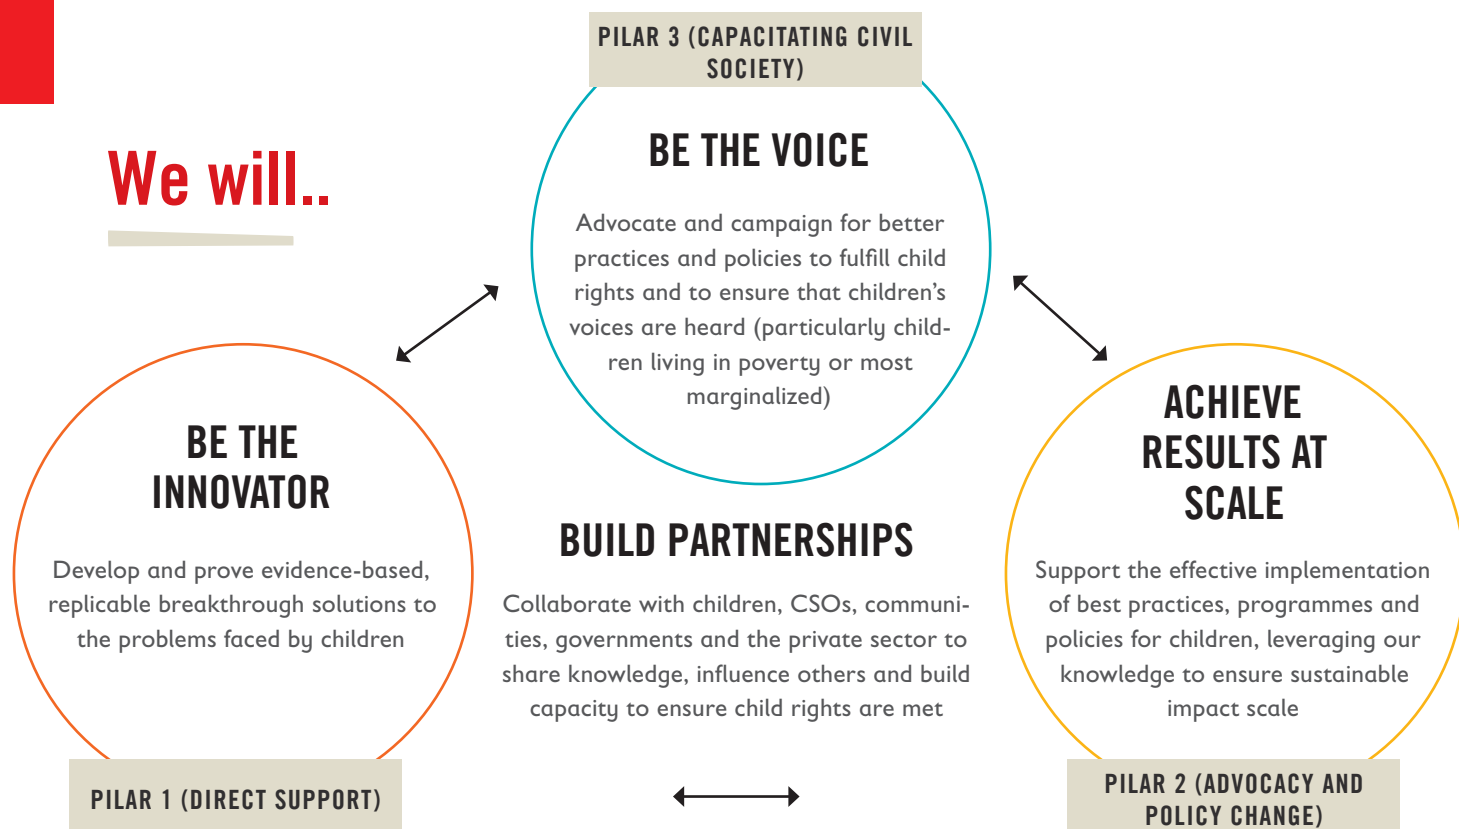 PILAR 3 (CAPACITATING CIVIL
SOCIETY)
We will..
BE THE VOICE
Advocate and campaign for better
practices and policies to fulfill child
rights and to ensure that children’s
voices are heard (particularly child-
ren living in poverty or most
marginalized)
BE THE
INNOVATOR
Develop and prove evidence-based,
replicable breakthrough solutions to
the problems faced by children
PILAR 1 (DIRECT SUPPORT)
BUILD PARTNERSHIPS
Collaborate with children, CSOs, communi-
ties, governments and the private sector to
share knowledge, influence others and build
capacity to ensure child rights are met
ACHIEVE
RESULTS AT
SCALE
Support the effective implementation
of best practices, programmes and
policies for children, leveraging our
knowledge to ensure sustainable
impact scale
PILAR 2 (ADVOCACY AND
POLICY CHANGE)